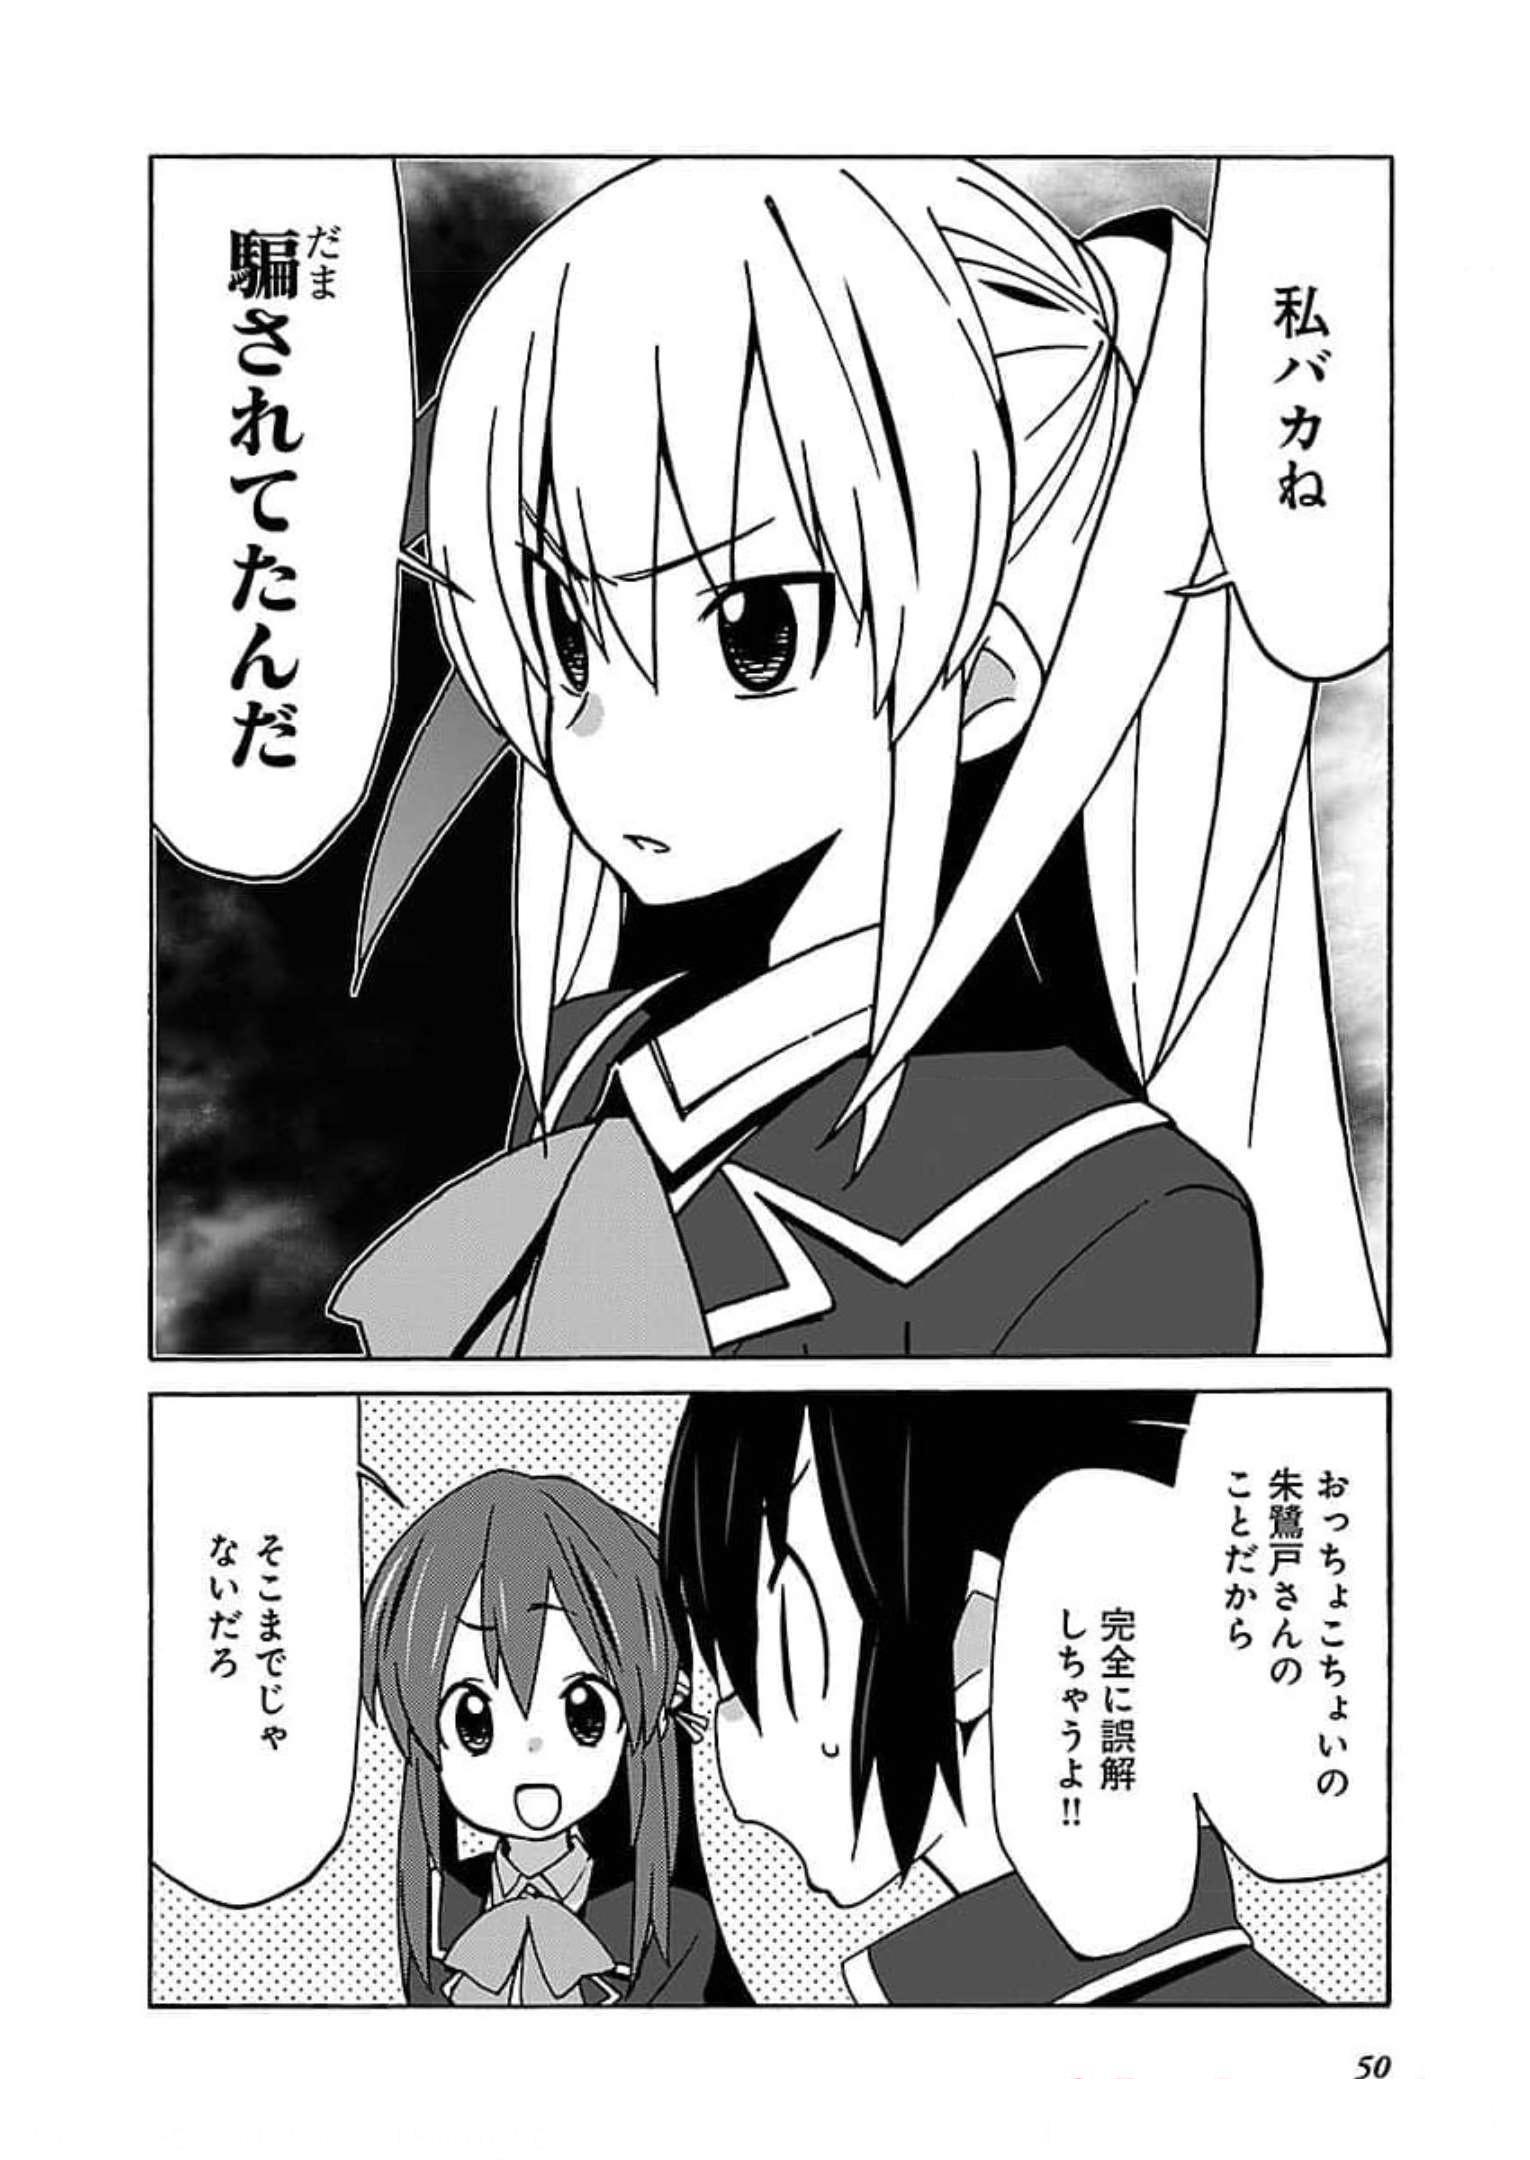 私バカね
騙されてたんだ
だま
おっちょこちょいの
朱鷺戸さんの
ことだから
完全に誤解
しちゃうよ!!
そこまでじゃ
ないだろ
50